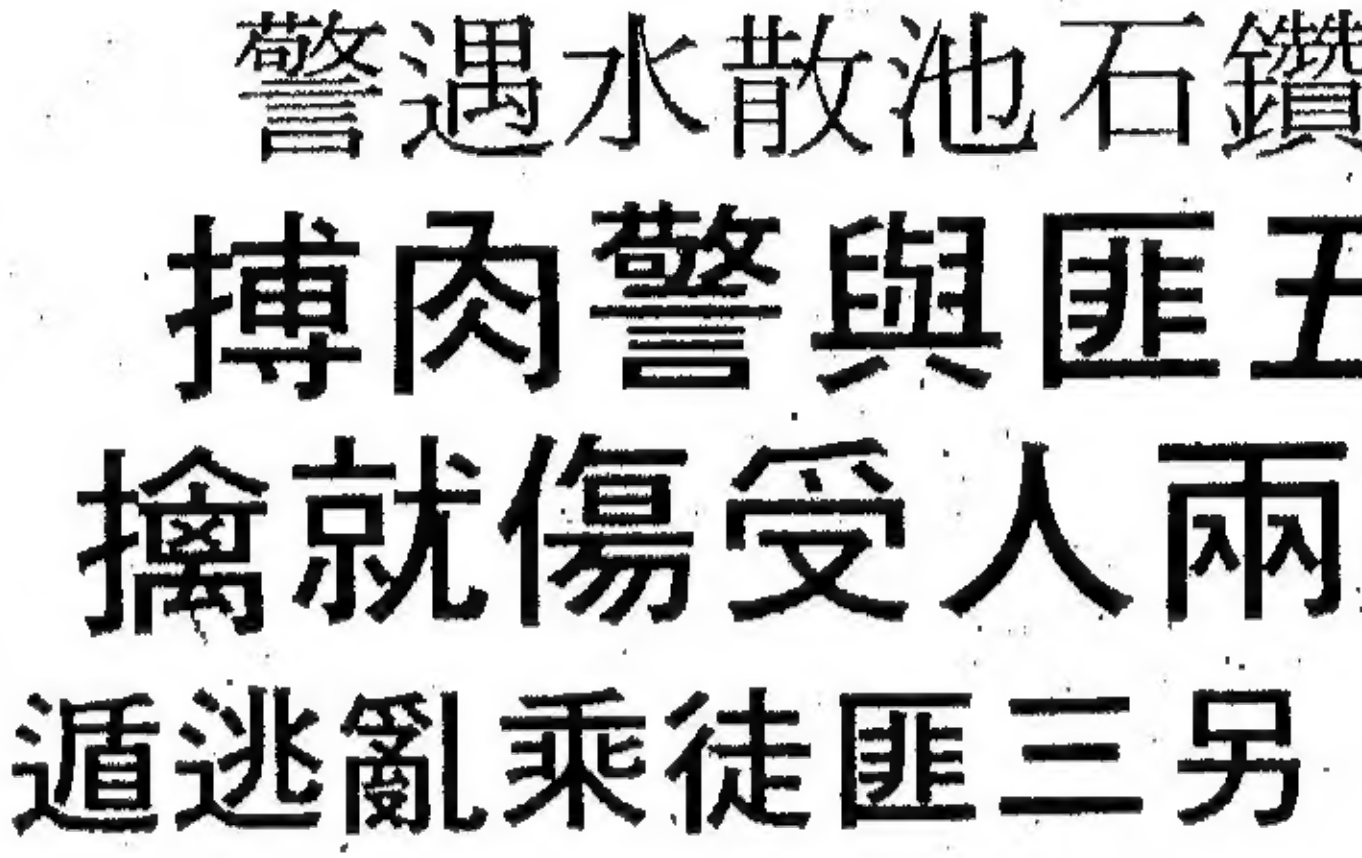 鑽石池散水遇警
五匪與警肉搏
兩人受傷就擒
另三匪徒乘亂逃遁